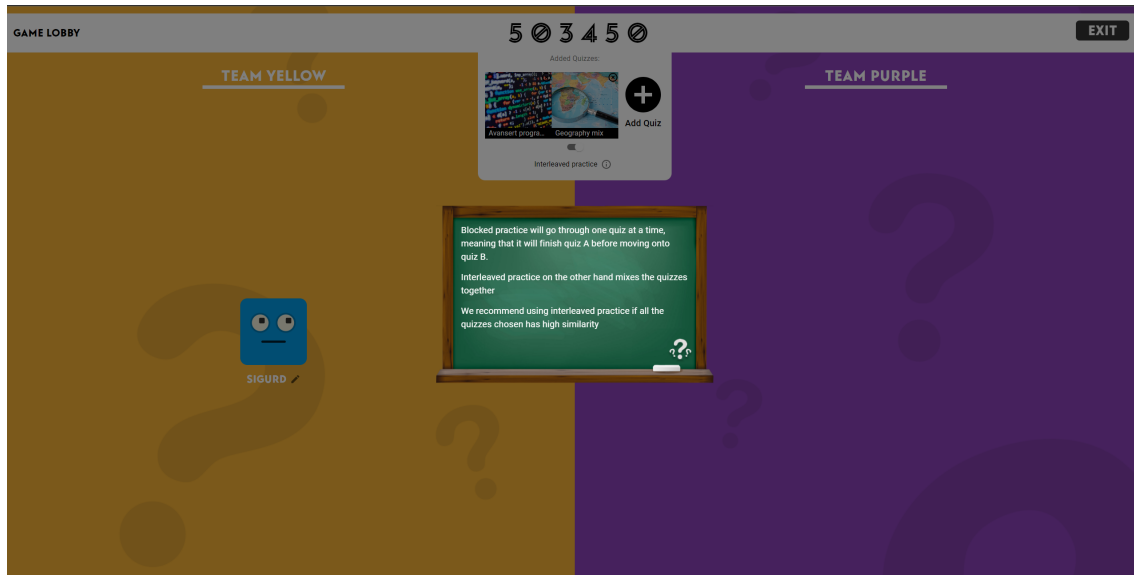 GAME LOBBY
503450
EXIT
Added Quizzes:
TEAM YELLOW
TEAM PURPLE
Avansert progra...
Geography mix
Add Quiz
Interleaved practice
Blocked practice will go through one quiz at a time,
meaning that it will finish quiz A before moving onto
quiz B.
Interleaved practice on the other hand mixes the quizzes
together
We recommend using interleaved practice if all the
quizzes chosen has high similarity
???
SIGURD